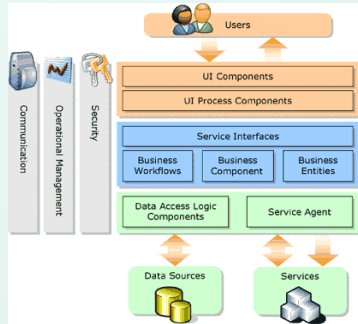 Users
UI Components
UI Process Components
Service Interfaces
Business
Workflows
Business
Component
Business
Entities
Data Access Logic
Components
Service Agent
Data Sources
Services
Communication
Operational Management
Security